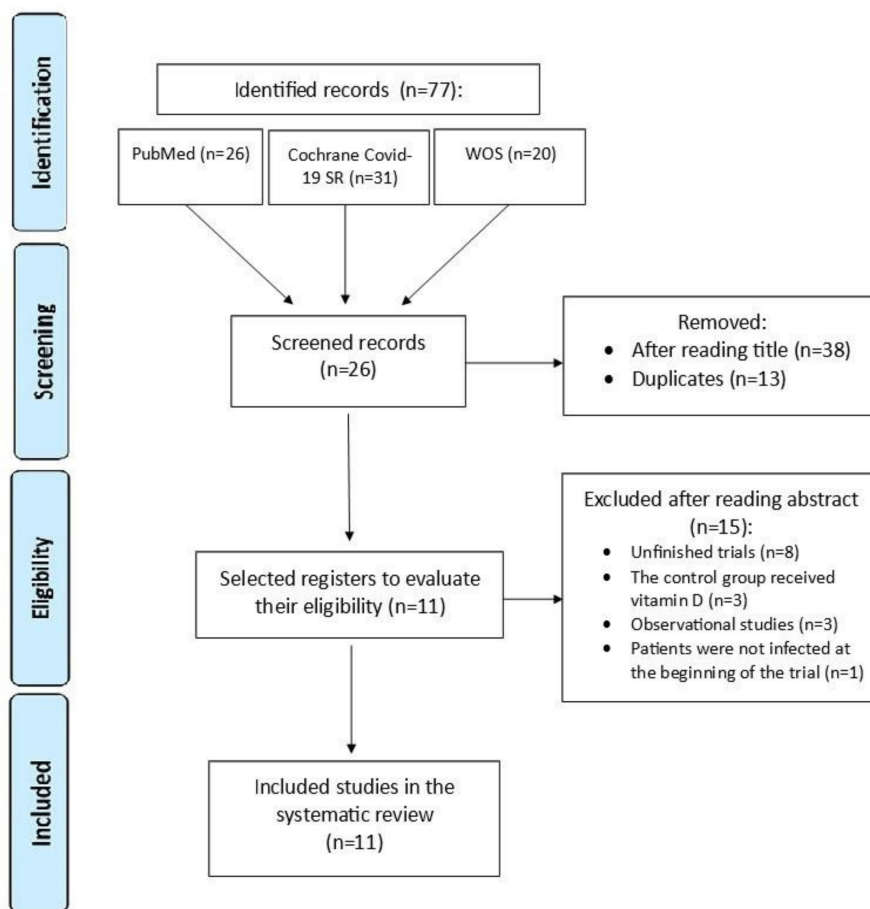 Identification
Identified records (n=77):
PubMed (n=26)
Cochrane Covid-
19 SR (n=31)
WOS (n=20)
Screening
Screened records
(n=26)
Removed:
• After reading title (n=38)
• Duplicates (n=13)
Eligibility
Selected registers to evaluate
their eligibility (n=11)
Excluded after reading abstract
(n=15):
• Unfinished trials (n=8)
• The control group received
vitamin D (n=3)
• Observational studies (n=3)
• Patients were not infected at
the beginning of the trial (n=1)
Included
Included studies in the
systematic review
(n=11)